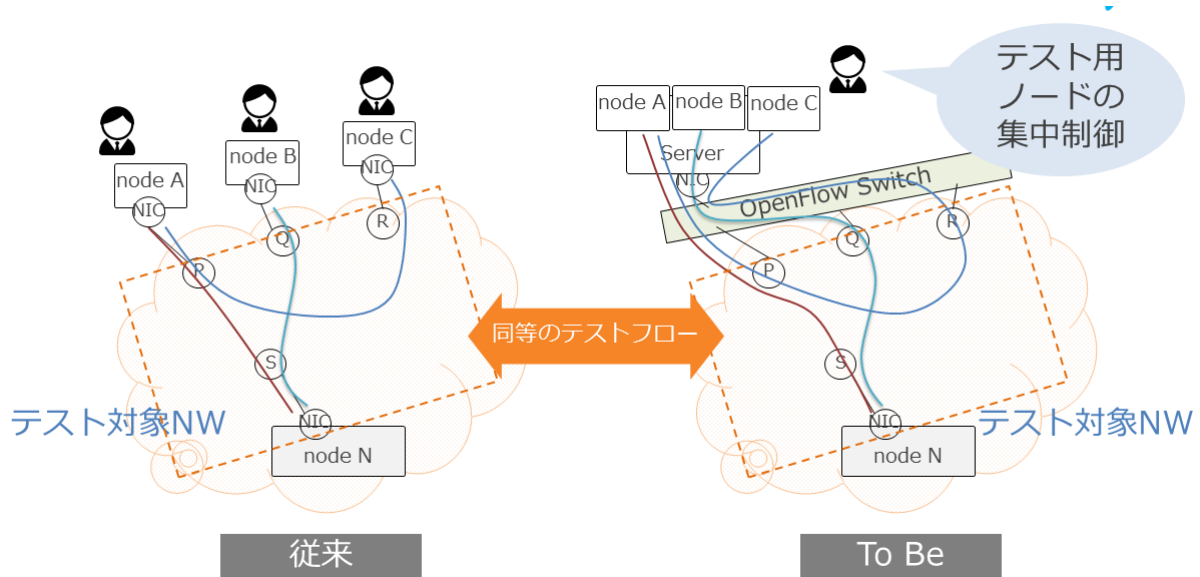 node A
NIC
node B
NIC
node C
NIC
P
Q
R
S
NIC
node N
テスト対象NW
従来
同等のテストフロー
テスト用
ノードの
集中制御
node A
node B
node C
Server
NIC
OpenFlow Switch
P
Q
R
S
NIC
node N
テスト対象NW
To Be